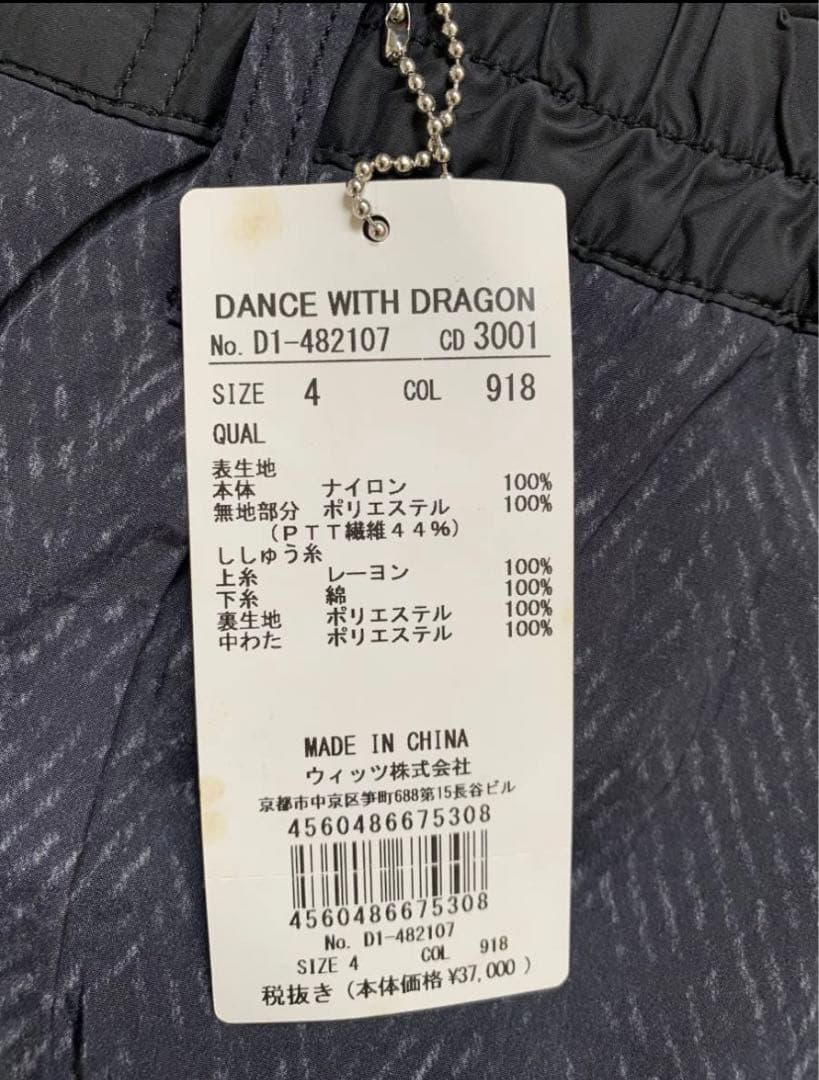 DANCE WITH DRAGON
No. D1-482107 CD 3001
SIZE 4 COL 918
QUAL
表生地
本体 ナイロン 100%
無地部分 ポリエステル 100%
(PTT繊維44%)
ししゅう糸
上糸 レーヨン 100%
下糸 綿 100%
裏生地 ポリエステル 100%
中わた ポリエステル 100%
MADE IN CHINA
ウィッツ株式会社
京都市中京区笋町688第15長谷ビル
4560486675308
4560486675308
No. D1-482107
SIZE 4 COL 918
税抜き (本体価格¥37,000 )